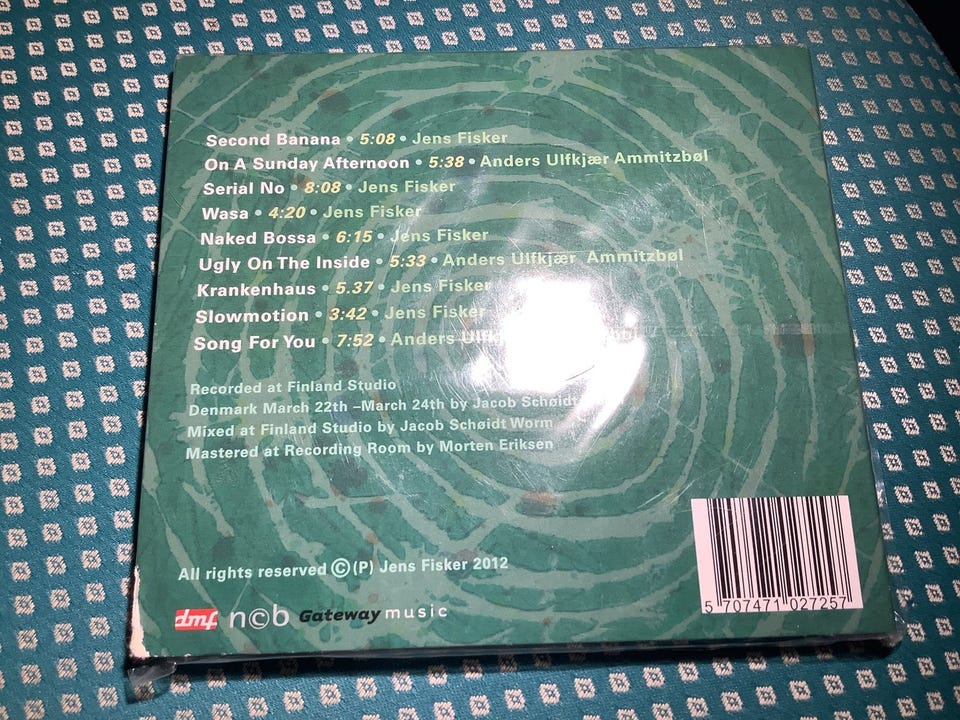 Second Banana • 5:08 • Jens Fisker
On A Sunday Afternoon • 5:38 • Anders Ulfkjær Ammitzbøl
Serial No • 8:08 • Jens Fisker
Wasa • 4:20 • Jens Fisker
Naked Bossa • 6:15 • Jens Fisker
Ugly On The Inside • 5:33 • Anders Ulfkjær Ammitzbøl
Krankenhaus • 5.37 • Jens Fisker
Slowmotion • 3:42 • Jens Fisker
Song For You • 7:52 • Anders
Recorded at Finland Studio
Denmark March 22th –March 24th by Jacob Schøidt
Mixed at Finland Studio by Jacob Schøidt Worm
Mastered at Recording Room by Morten Eriksen
All rights reserved ©(P) Jens Fisker 2012
dmf n©b Gateway music
5 707471 027257